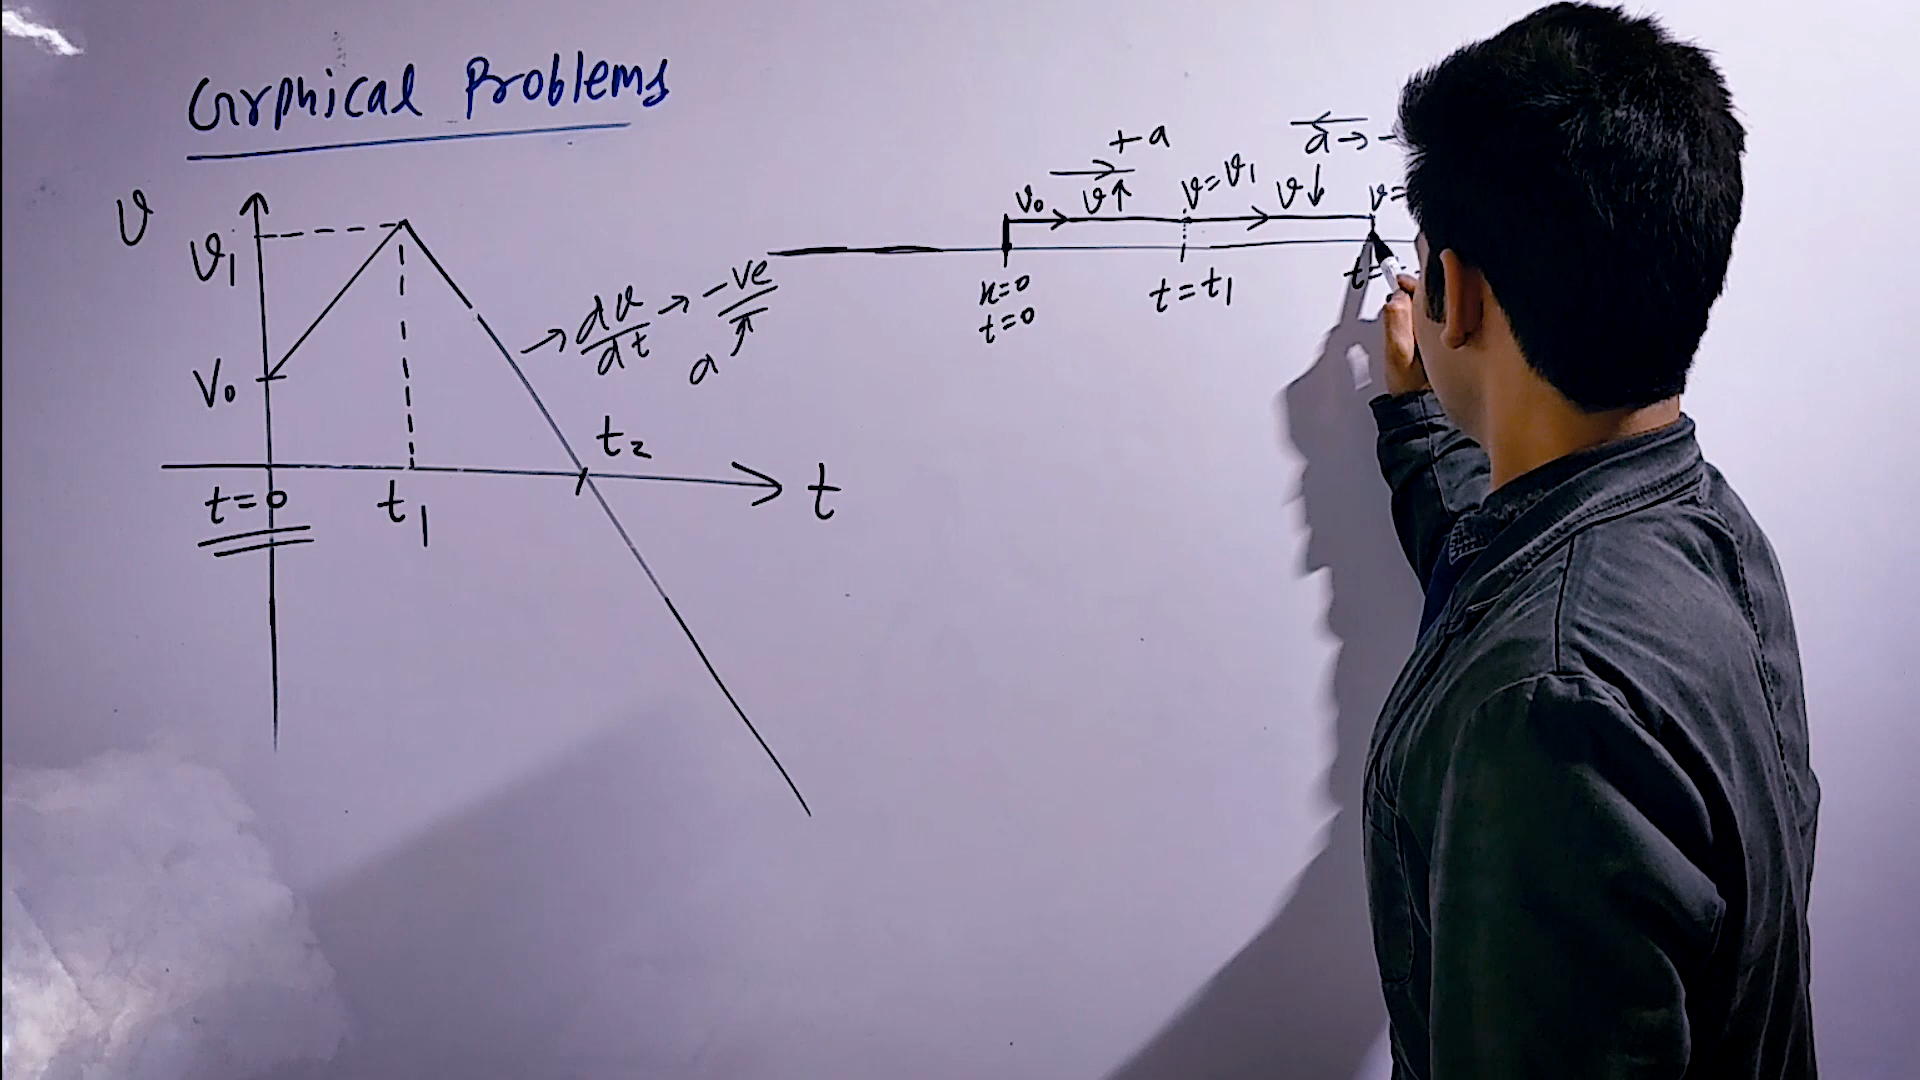 Grphical Problems
v
v1
V0
t=0
t1
t2
t
→ dv/dt → -ve
a
+a
a→ -
v0
v↑
v=v1
v↓
v=
x=0
t=0
t=t1
t=